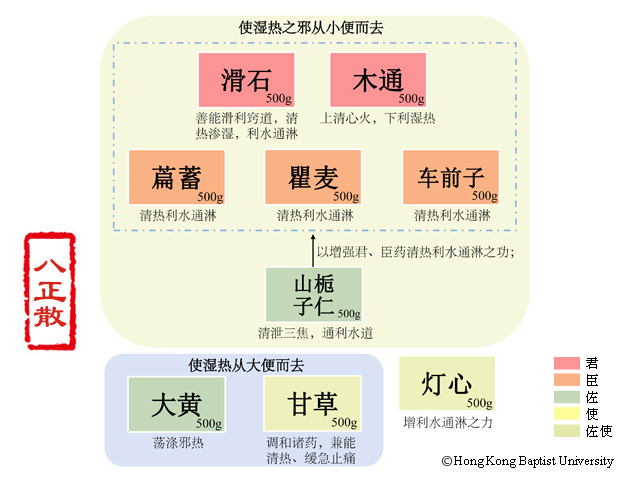 使湿热之邪从小便而去
滑石
500g
木通
500g
善能滑利窍道，清
热渗湿，利水通淋
上清心火，下利湿热
萹蓄
500g
瞿麦
500g
车前子
500g
清热利水通淋
清热利水通淋
清热利水通淋
以增强君、臣药清热利水通淋之功；
八正散
山栀
子仁
500g
清泄三焦，通利水道
使湿热从大便而去
大黄
500g
甘草
500g
灯心
500g
荡涤邪热
调和诸药，兼能
清热、缓急止痛
增利水通淋之力
君
臣
佐
使
佐使
©Hong Kong Baptist University